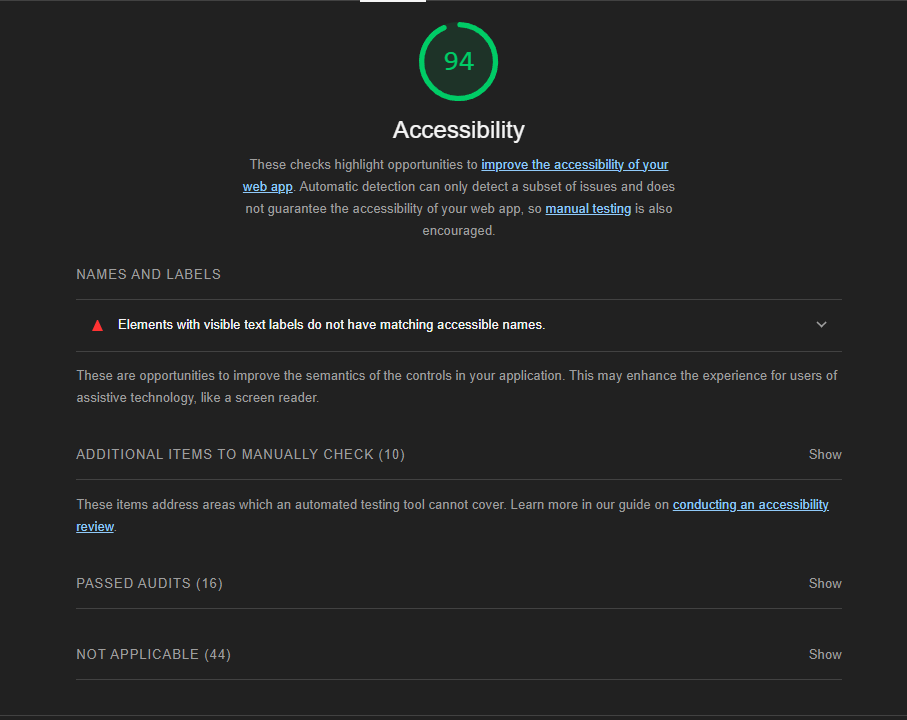 94
Accessibility
These checks highlight opportunities to improve the accessibility of your
web app. Automatic detection can only detect a subset of issues and does
not guarantee the accessibility of your web app, so manual testing is also
encouraged.
NAMES AND LABELS
Elements with visible text labels do not have matching accessible names.
These are opportunities to improve the semantics of the controls in your application. This may enhance the experience for users of
assistive technology, like a screen reader.
ADDITIONAL ITEMS TO MANUALLY CHECK (10) Show
These items address areas which an automated testing tool cannot cover. Learn more in our guide on conducting an accessibility
review.
PASSED AUDITS (16) Show
NOT APPLICABLE (44) Show